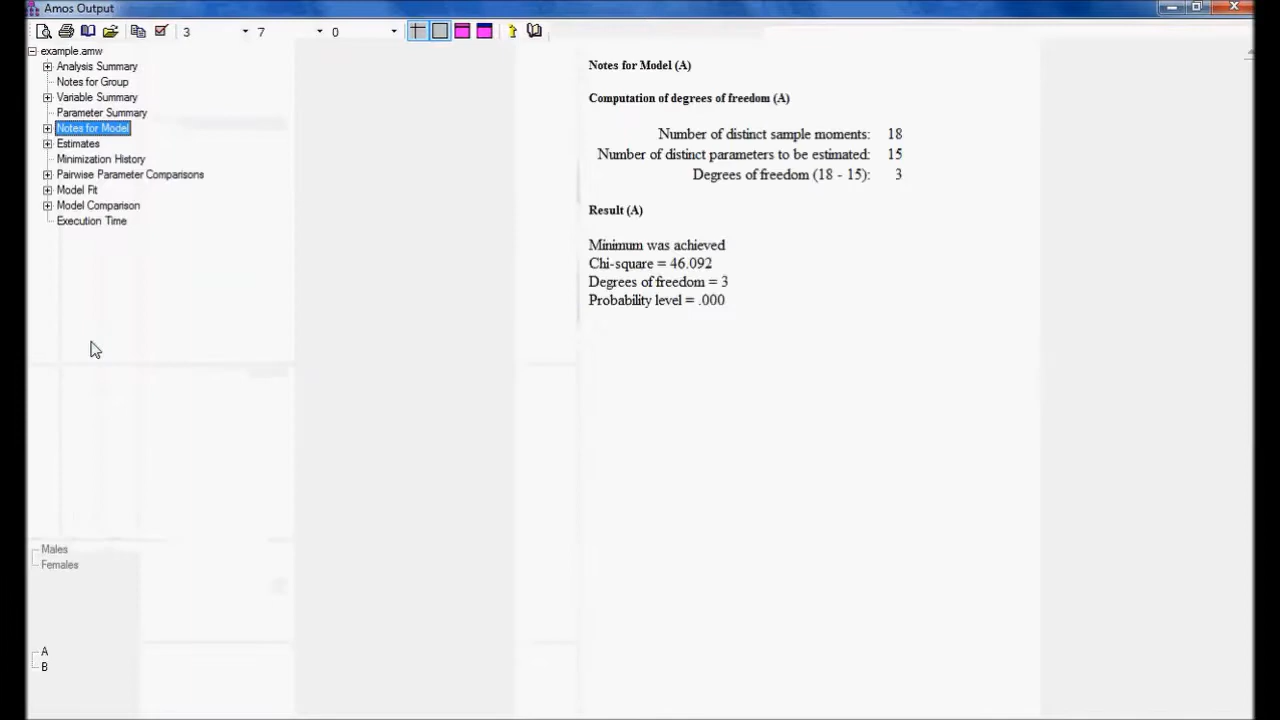 Amos Output
3 7 0
example.amw
Analysis Summary
Notes for Group
Variable Summary
Parameter Summary
Notes for Model
Estimates
Minimization History
Pairwise Parameter Comparisons
Model Fit
Model Comparison
Execution Time
Males
Females
A
B
Notes for Model (A)
Computation of degrees of freedom (A)
Number of distinct sample moments: 18
Number of distinct parameters to be estimated: 15
Degrees of freedom (18 - 15): 3
Result (A)
Minimum was achieved
Chi-square = 46.092
Degrees of freedom = 3
Probability level = .000